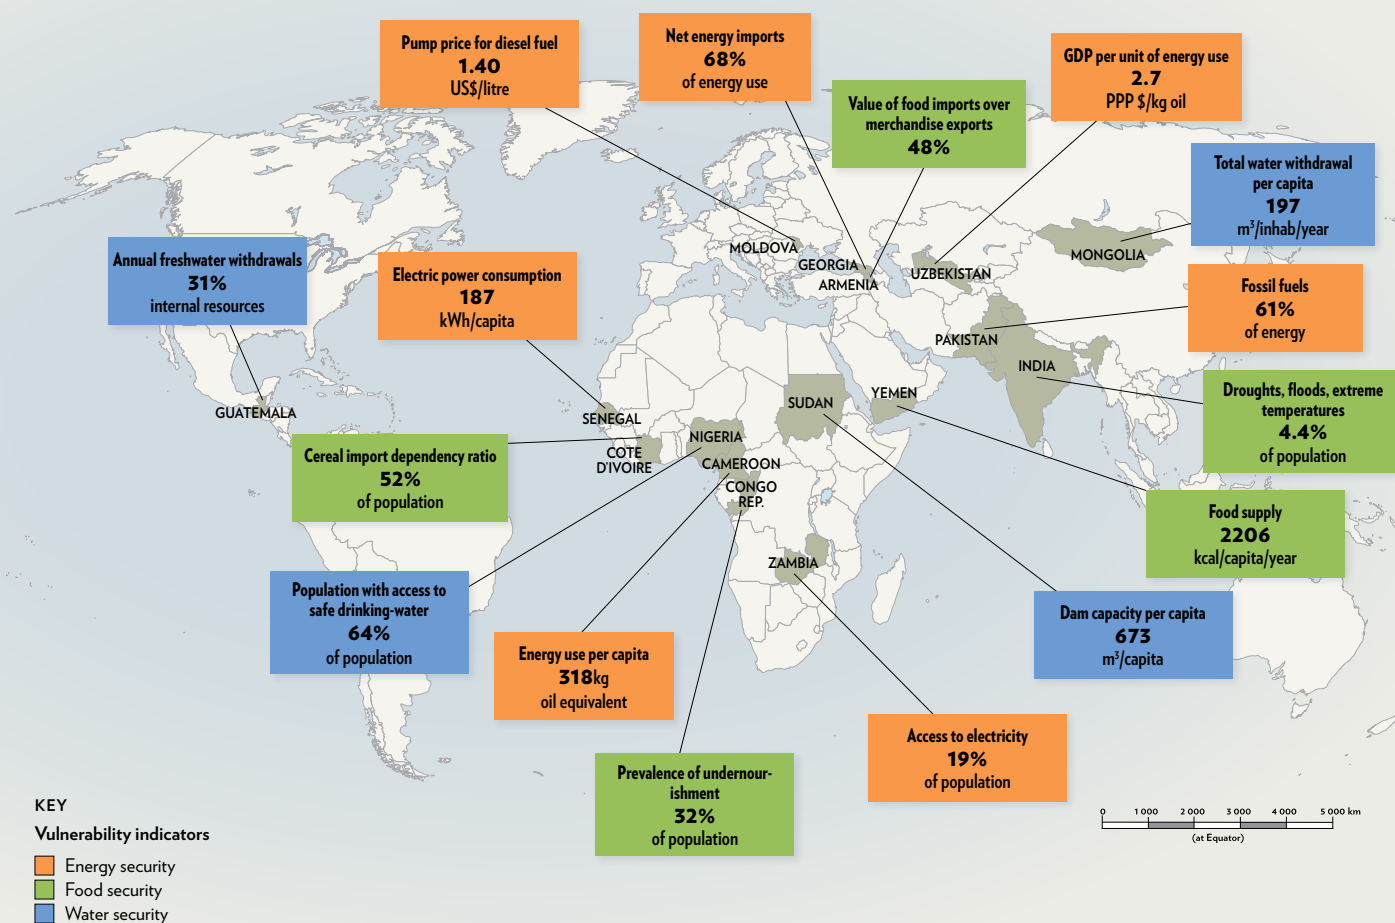 Pump price for diesel fuel
1.40
US$/litre
Net energy imports
68%
of energy use
GDP per unit of energy use
2.7
PPP $/kg oil
Value of food imports over
merchandise exports
48%
Total water withdrawal
per capita
197
m³/inhab/year
Annual freshwater withdrawals
31%
internal resources
Electric power consumption
187
kWh/capita
Fossil fuels
61%
of energy
MOLDOVA
GEORGIA
ARMENIA
UZBEKISTAN
MONGOLIA
PAKISTAN
INDIA
GUATEMALA
SENEGAL
COTE
D'IVOIRE
NIGERIA
CAMEROON
CONGO
REP.
SUDAN
YEMEN
ZAMBIA
Droughts, floods, extreme
temperatures
4.4%
of population
Cereal import dependency ratio
52%
of population
Food supply
2206
kcal/capita/year
Population with access to
safe drinking-water
64%
of population
Dam capacity per capita
673
m³/capita
Energy use per capita
318kg
oil equivalent
Access to electricity
19%
of population
Prevalence of undernour-
ishment
32%
of population
KEY
Vulnerability indicators
Energy security
Food security
Water security
0 1 000 2 000 3 000 4 000 5 000 km
(at Equator)